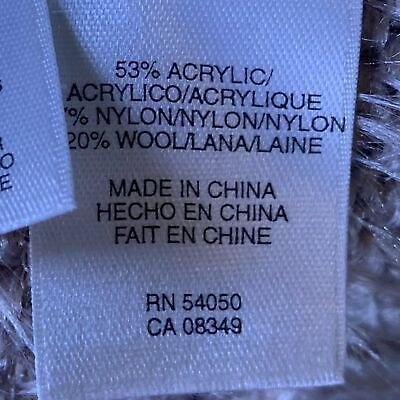 53% ACRYLIC/
ACRYLICO/ACRYLIQUE
7% NYLON/NYLON/NYLON
20% WOOL/LANA/LAINE
MADE IN CHINA
HECHO EN CHINA
FAIT EN CHINE
RN 54050
CA 08349